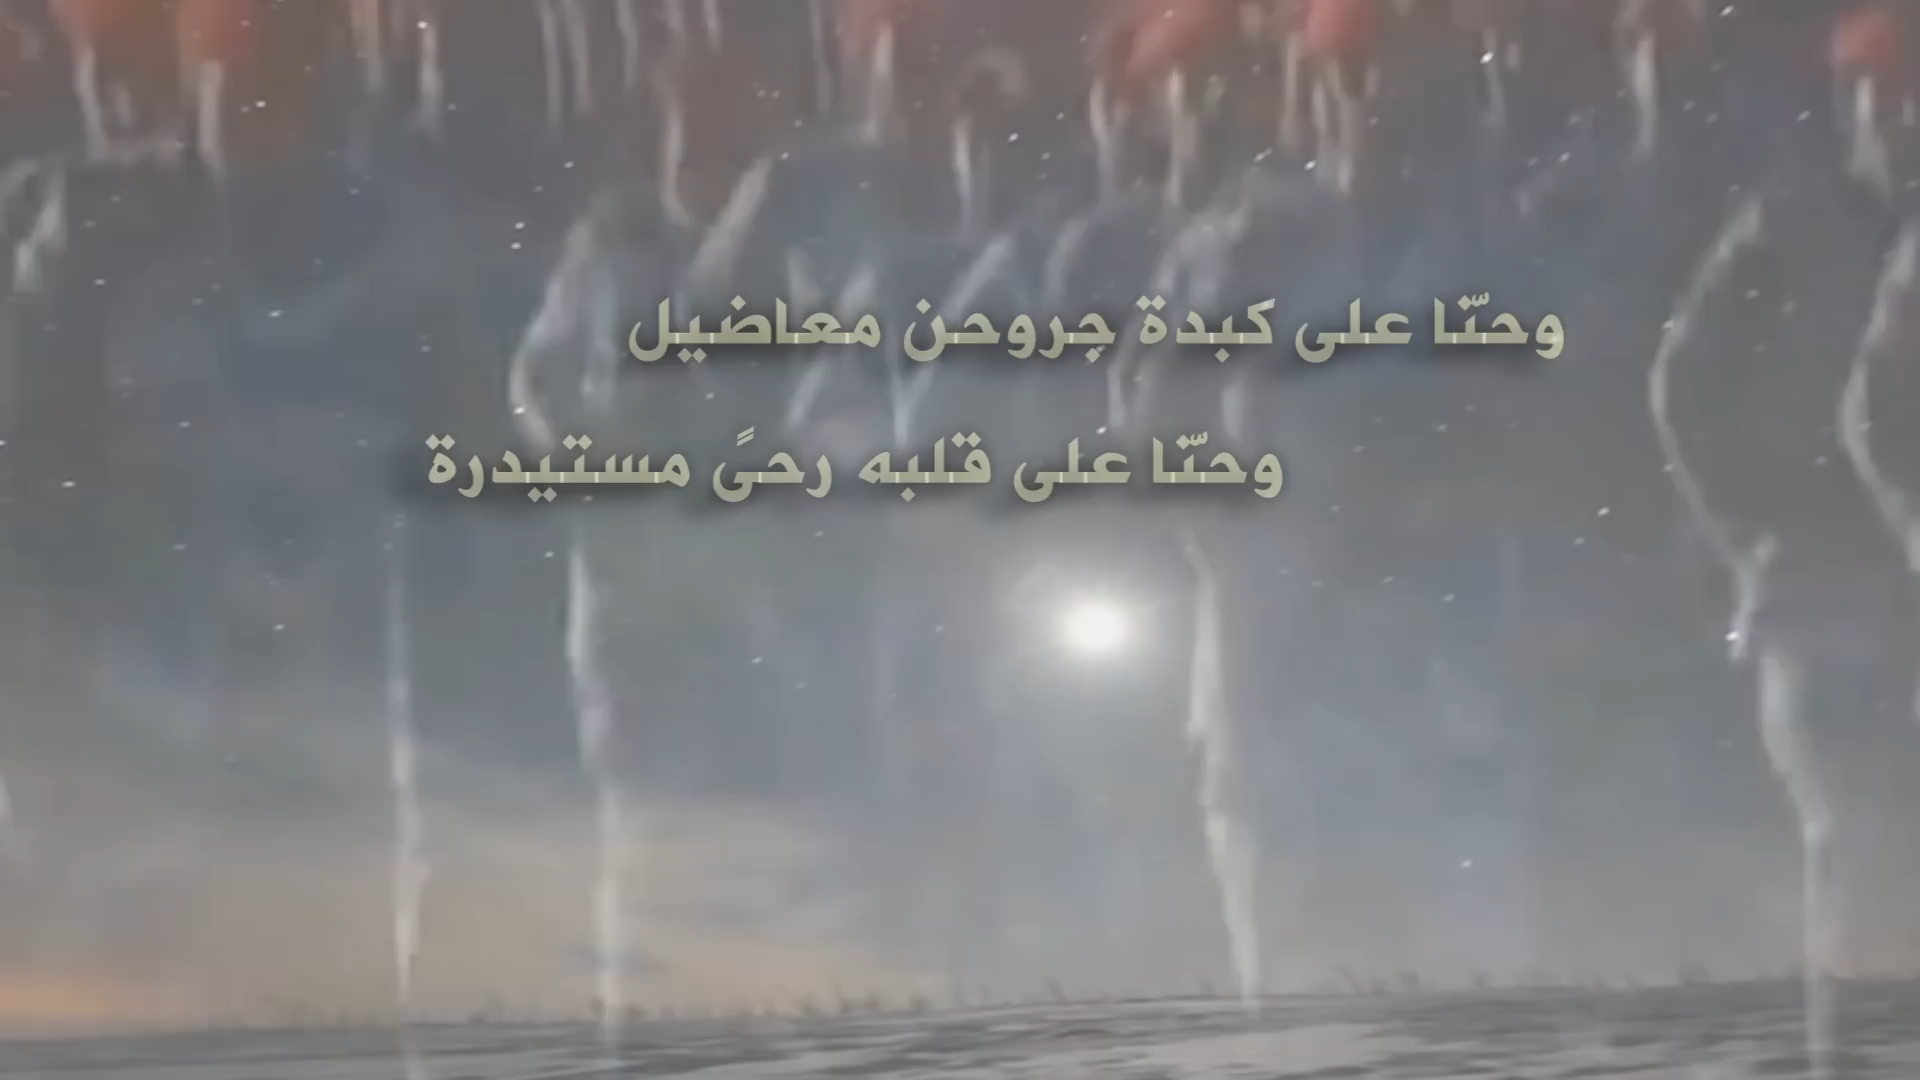 وحنّا على كبدة جروحن معاضيل
وحنّا على قلبه رحىً مستيدرة